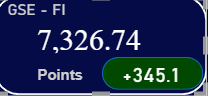 GSE - FI
7,326.74
Points +345.1